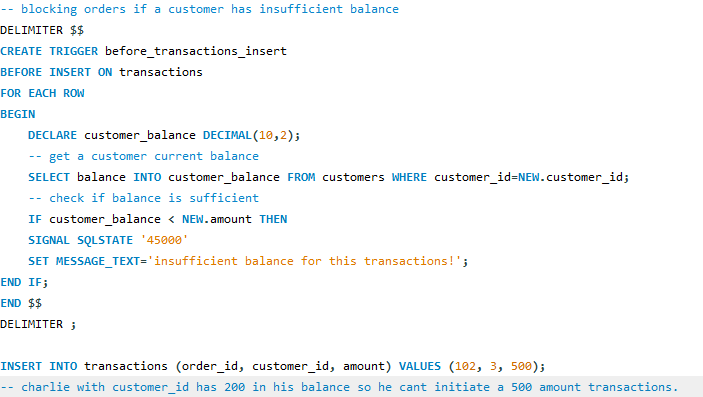 -- blocking orders if a customer has insufficient balance
DELIMITER $$
CREATE TRIGGER before_transactions_insert
BEFORE INSERT ON transactions
FOR EACH ROW
BEGIN
    DECLARE customer_balance DECIMAL(10,2);
    -- get a customer current balance
    SELECT balance INTO customer_balance FROM customers WHERE customer_id=NEW.customer_id;
    -- check if balance is sufficient
    IF customer_balance < NEW.amount THEN
    SIGNAL SQLSTATE '45000'
    SET MESSAGE_TEXT='insufficient balance for this transactions!';
END IF;
END $$
DELIMITER ;

INSERT INTO transactions (order_id, customer_id, amount) VALUES (102, 3, 500);
-- charlie with customer_id has 200 in his balance so he cant initiate a 500 amount transactions.